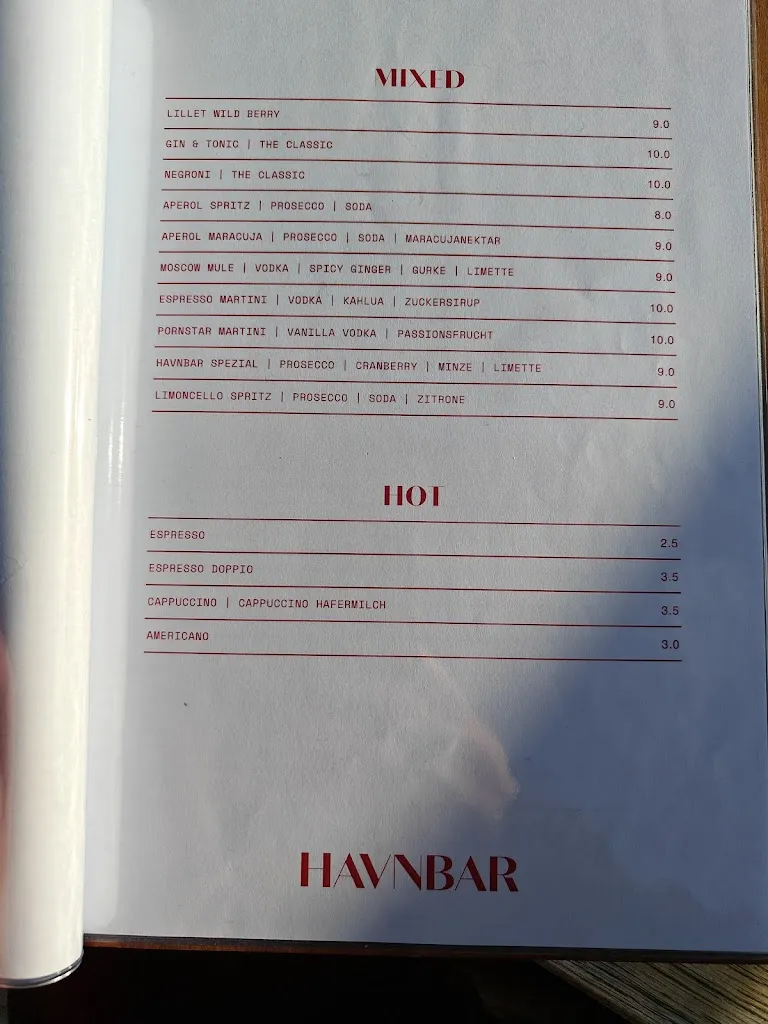 MIXED
LILLET WILD BERRY 9.0
GIN & TONIC | THE CLASSIC 10.0
NEGRONI | THE CLASSIC 10.0
APEROL SPRITZ | PROSECCO | SODA 8.0
APEROL MARACUJA | PROSECCO | SODA | MARACUJANEKTAR 9.0
MOSCOW MULE | VODKA | SPICY GINGER | GURKE | LIMETTE 9.0
ESPRESSO MARTINI | VODKA | KAHLUA | ZUCKERSIRUP 10.0
PORNSTAR MARTINI | VANILLA VODKA | PASSIONSFRUCHT 10.0
HAVNBAR SPEZIAL | PROSECCO | CRANBERRY | MINZE | LIMETTE 9.0
LIMONCELLO SPRITZ | PROSECCO | SODA | ZITRONE 9.0
HOT
ESPRESSO 2.5
ESPRESSO DOPPIO 3.5
CAPPUCCINO | CAPPUCCINO HAFERMILCH 3.5
AMERICANO 3.0
HAVNBAR